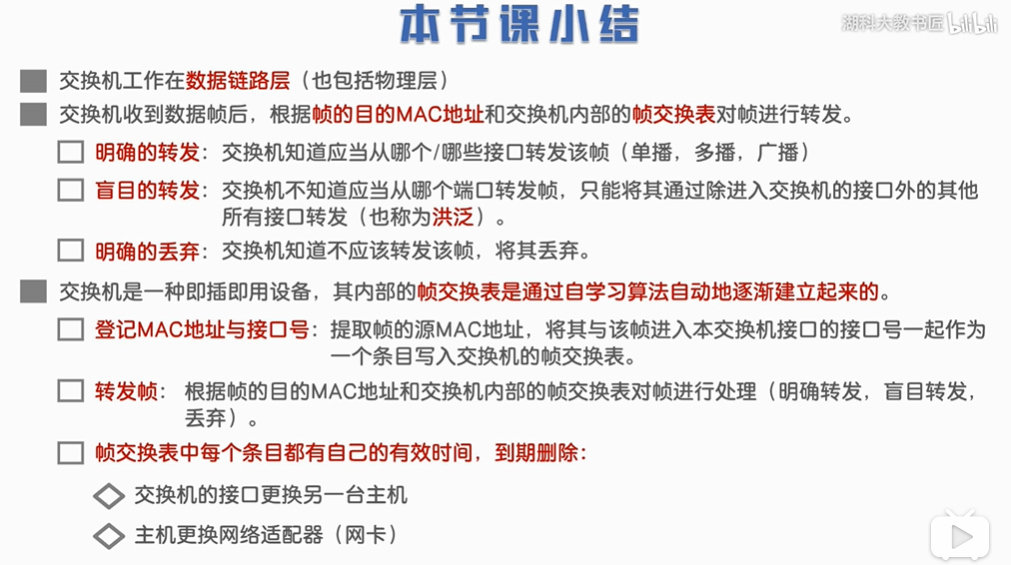 本节课小结
湖科大教书匠 bilibili
交换机工作在数据链路层（也包括物理层）
交换机收到数据帧后，根据帧的目的MAC地址和交换机内部的帧交换表对帧进行转发。
明确的转发：交换机知道应当从哪个/哪些接口转发该帧（单播，多播，广播）
盲目的转发：交换机不知道应当从哪个端口转发帧，只能将其通过除进入交换机的接口外的其他
所有接口转发（也称为洪泛）。
明确的丢弃：交换机知道不应该转发该帧，将其丢弃。
交换机是一种即插即用设备，其内部的帧交换表是通过自学习算法自动地逐渐建立起来的。
登记MAC地址与接口号：提取帧的源MAC地址，将其与该帧进入本交换机接口的接口号一起作为
一个条目写入交换机的帧交换表。
转发帧：根据帧的目的MAC地址和交换机内部的帧交换表对帧进行处理（明确转发，盲目转发，
丢弃）。
帧交换表中每个条目都有自己的有效时间，到期删除：
交换机的接口更换另一台主机
主机更换网络适配器（网卡）